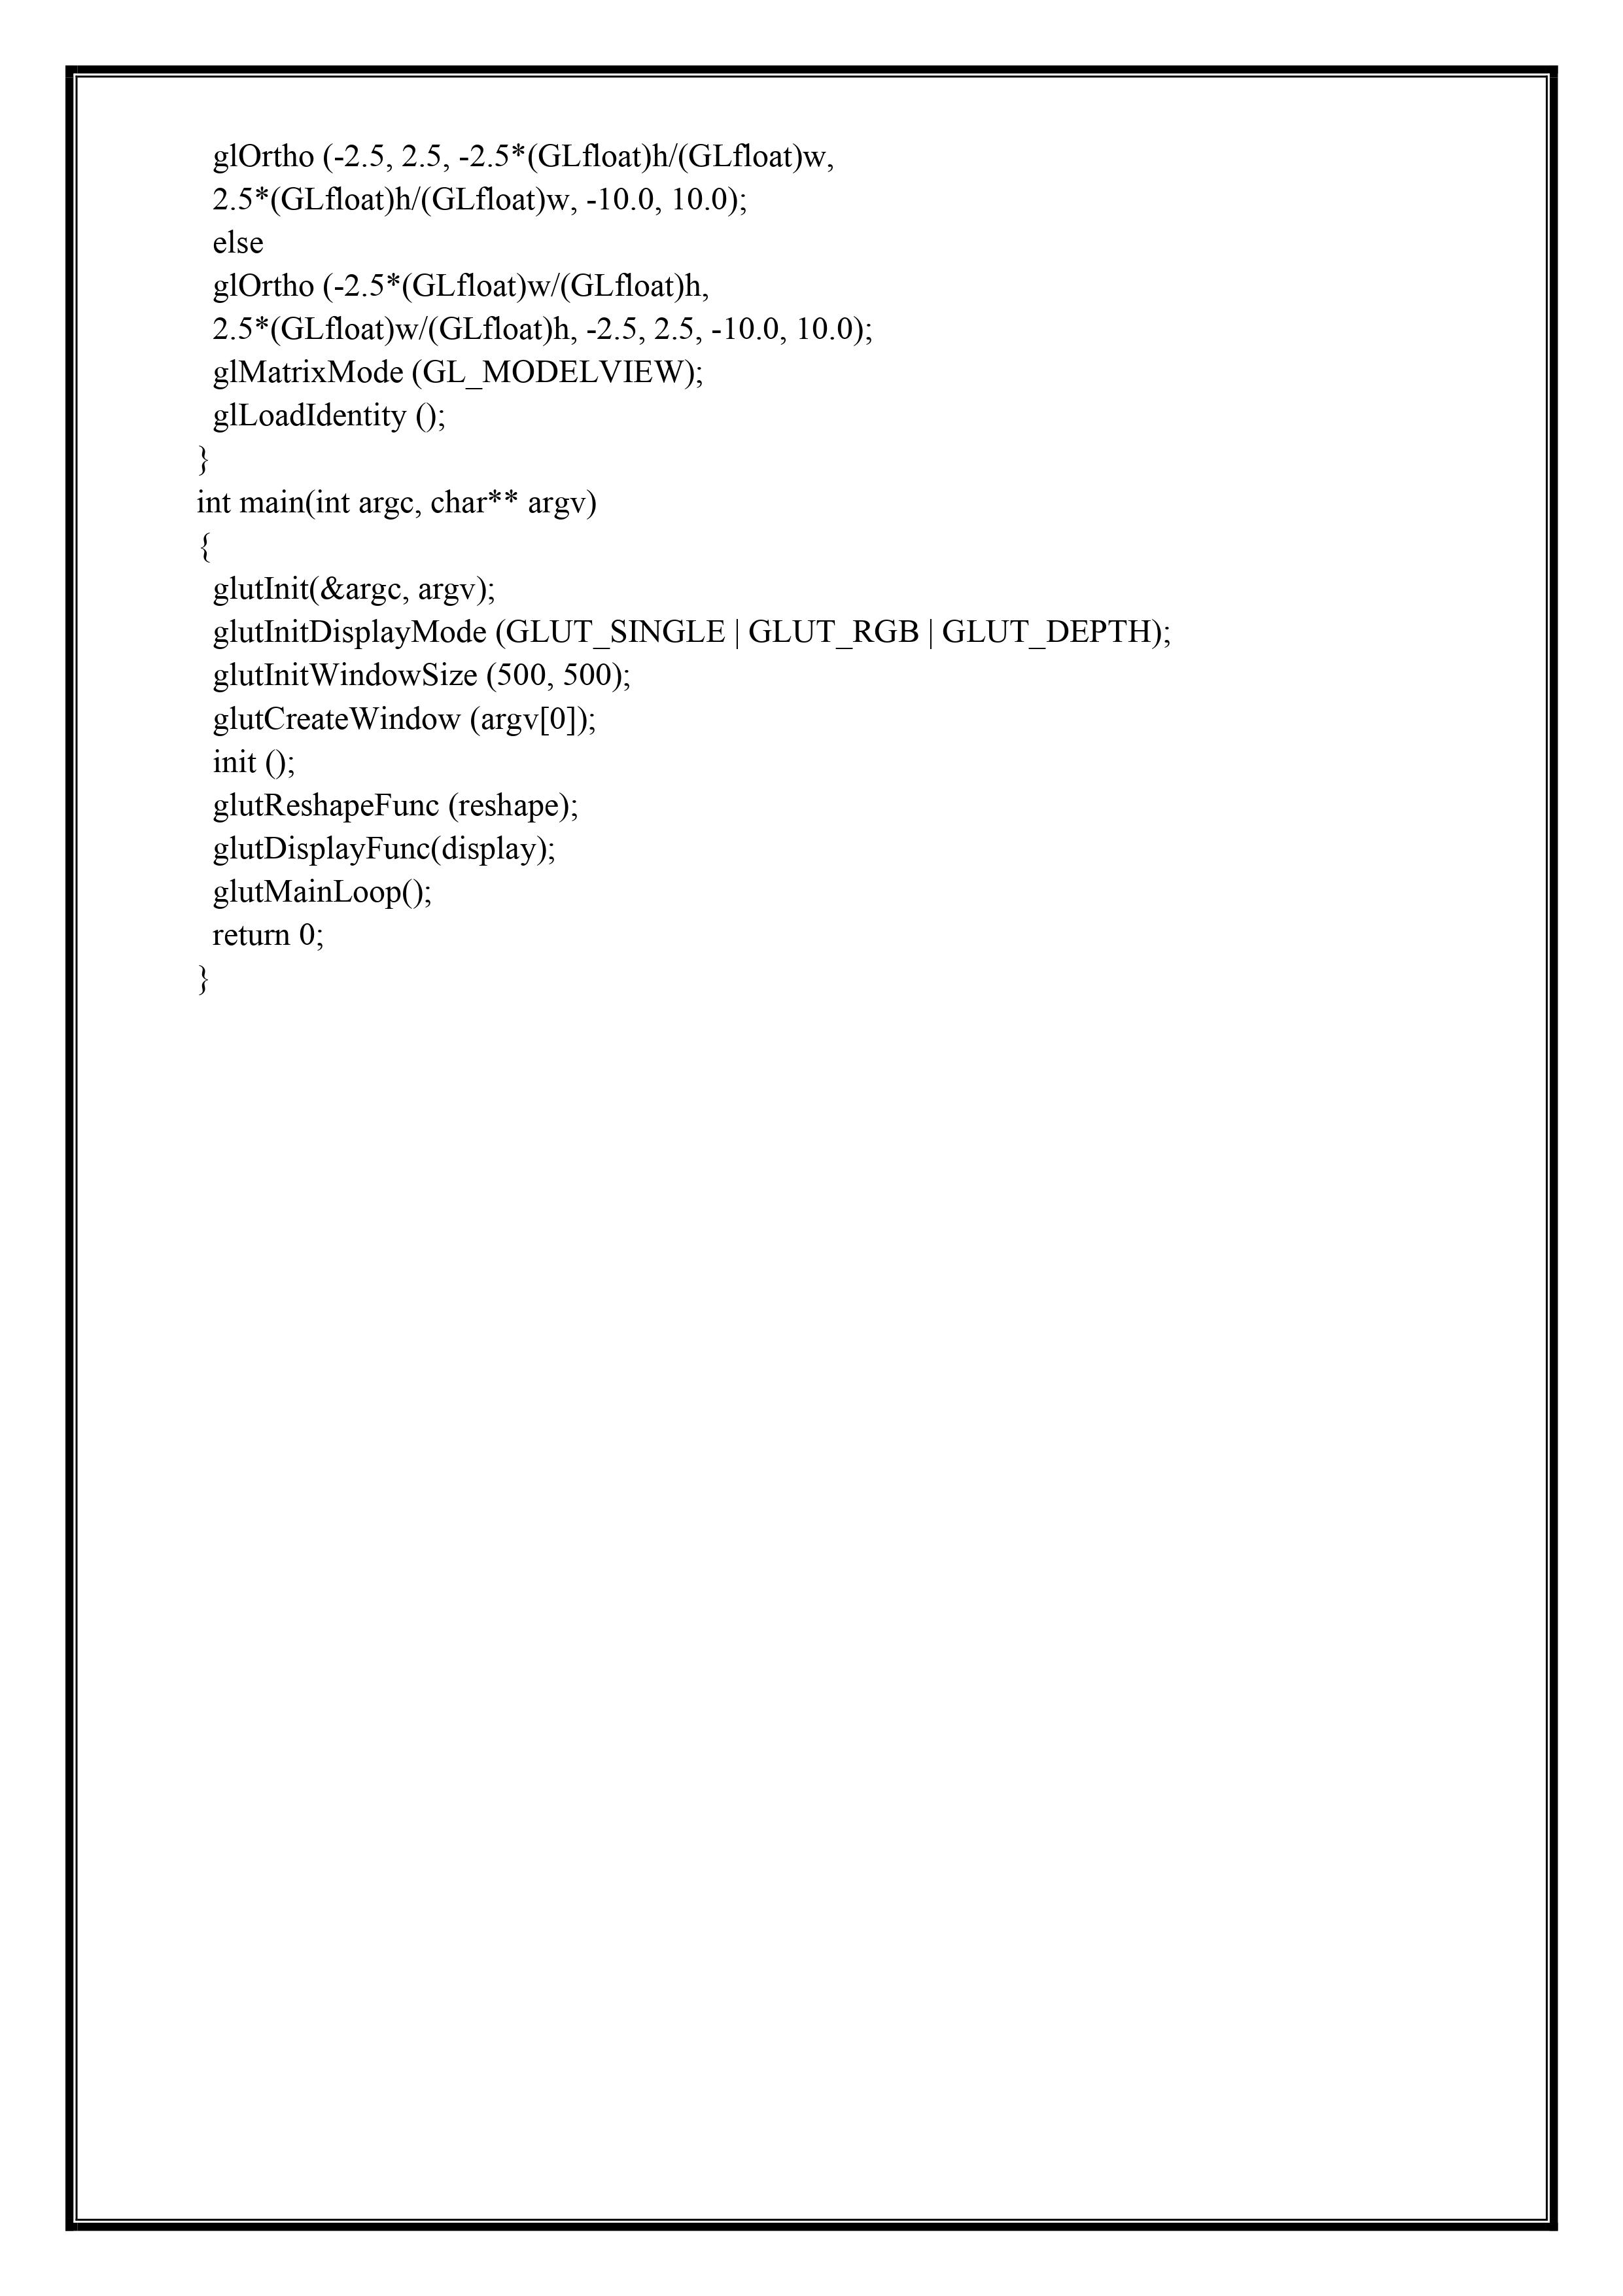 glOrtho (-2.5, 2.5, -2.5*(GLfloat)h/(GLfloat)w,
2.5*(GLfloat)h/(GLfloat)w, -10.0, 10.0);
else
glOrtho (-2.5*(GLfloat)w/(GLfloat)h,
2.5*(GLfloat)w/(GLfloat)h, -2.5, 2.5, -10.0, 10.0);
glMatrixMode (GL_MODELVIEW);
glLoadIdentity ();
}
int main(int argc, char** argv)
{
glutInit(&argc, argv);
glutInitDisplayMode (GLUT_SINGLE | GLUT_RGB | GLUT_DEPTH);
glutInitWindowSize (500, 500);
glutCreateWindow (argv[0]);
init ();
glutReshapeFunc (reshape);
glutDisplayFunc(display);
glutMainLoop();
return 0;
}